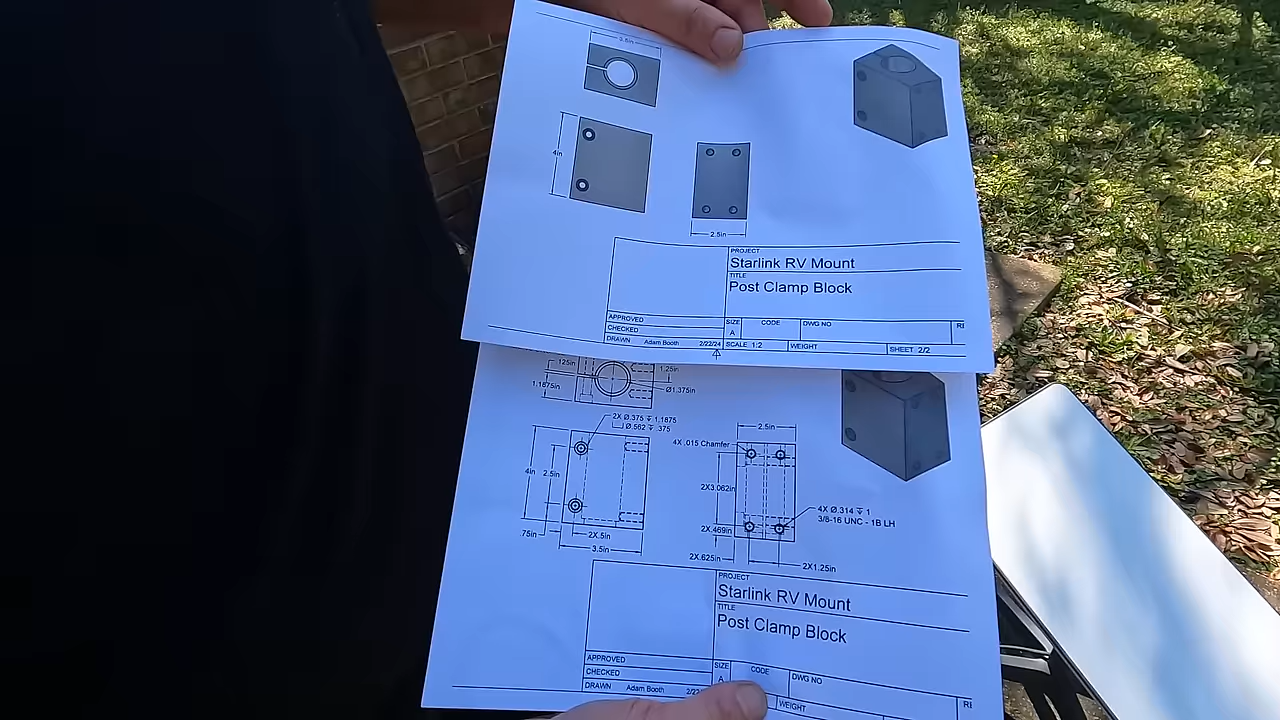 3.5in
4in
2.5in
PROJECT
Starlink RV Mount
TITLE
Post Clamp Block
APPROVED
CHECKED
DRAWN Adam Booth 2/22/24
SIZE A
CODE
DWG NO
SCALE 1:2
WEIGHT
SHEET 2/2
.125in
1.1875in
1.25in
Ø1.375in
2X Ø.375 ↧ 1.1875
⌴ Ø.562 ↧ .375
4in
2.5in
.75in
2X.5in
3.5in
2.5in
4X .015 Chamfer
2X3.062in
2X.469in
2X.625in
2X1.25in
4X Ø.314 ↧ 1
3/8-16 UNC - 1B LH
PROJECT
Starlink RV Mount
TITLE
Post Clamp Block
APPROVED
CHECKED
DRAWN Adam Booth
SIZE A
CODE
DWG NO
WEIGHT